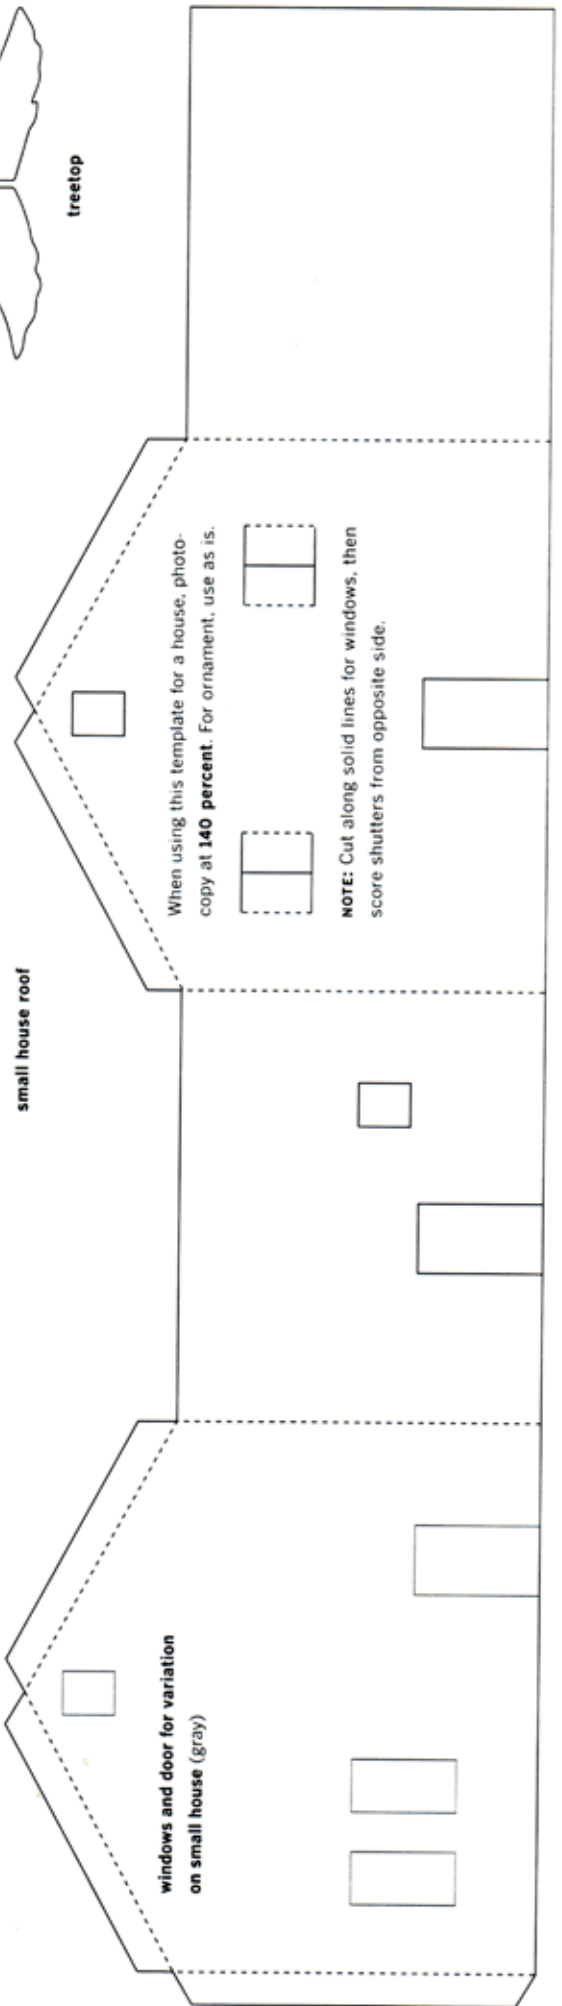 treetop
small house roof
When using this template for a house, photo-
copy at 140 percent. For ornament, use as is.
NOTE: Cut along solid lines for windows, then
score shutters from opposite side.
windows and door for variation
on small house (gray)